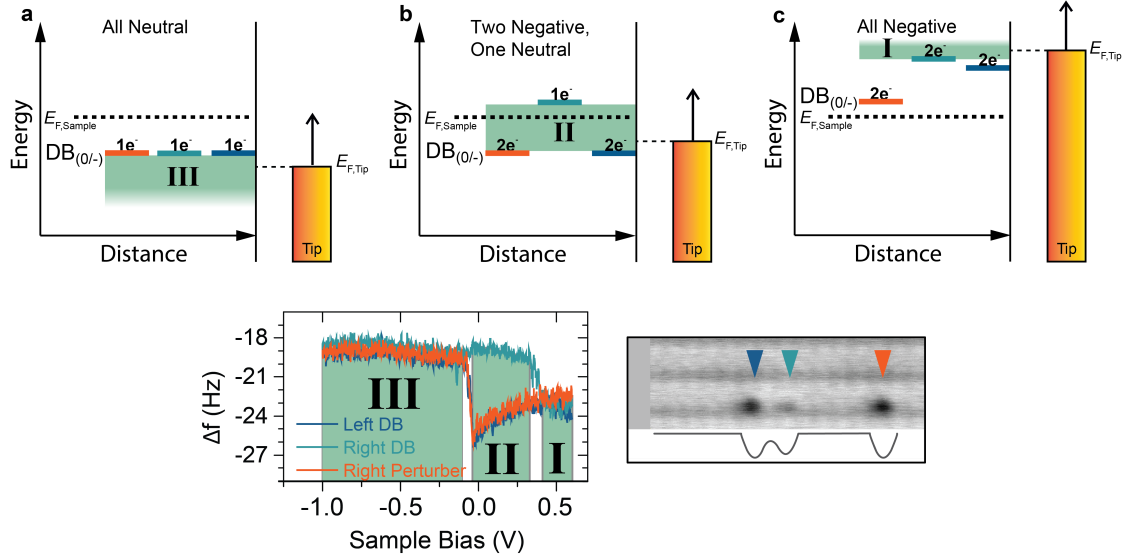 a
All Neutral
Energy
E_F,Sample
1e⁻ 1e⁻ 1e⁻
DB(0/-)
III
E_F,Tip
Tip
Distance
b
Two Negative,
One Neutral
Energy
1e⁻
E_F,Sample
II
DB(0/-)
2e⁻ 2e⁻
E_F,Tip
Tip
Distance
c
All Negative
Energy
I
2e⁻
2e⁻
E_F,Tip
DB(0/-)
2e⁻
E_F,Sample
Tip
Distance
Δf (Hz)
-18
-21
-24
-27
III
II
I
Left DB
Right DB
Right Perturber
-1.0 -0.5 0.0 0.5
Sample Bias (V)